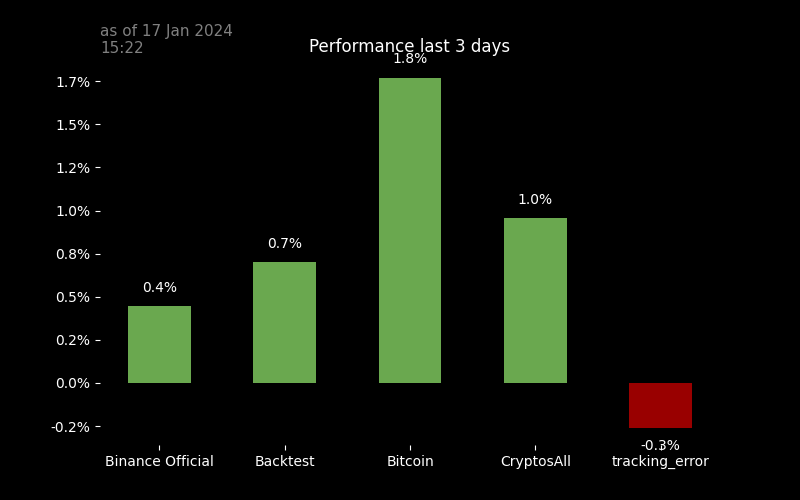 as of 17 Jan 2024
15:22
Performance last 3 days
1.8%
1.7%
1.5%
1.2%
1.0%
1.0%
0.8%
0.7%
0.5%
0.4%
0.2%
0.0%
-0.2%
-0.3%
Binance Official
Backtest
Bitcoin
CryptosAll
tracking_error